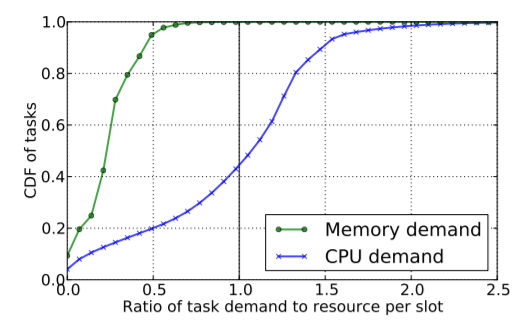 1.0
0.8
0.6
0.4
0.2
0.0
CDF of tasks
Memory demand
CPU demand
0.0 0.5 1.0 1.5 2.0 2.5
Ratio of task demand to resource per slot